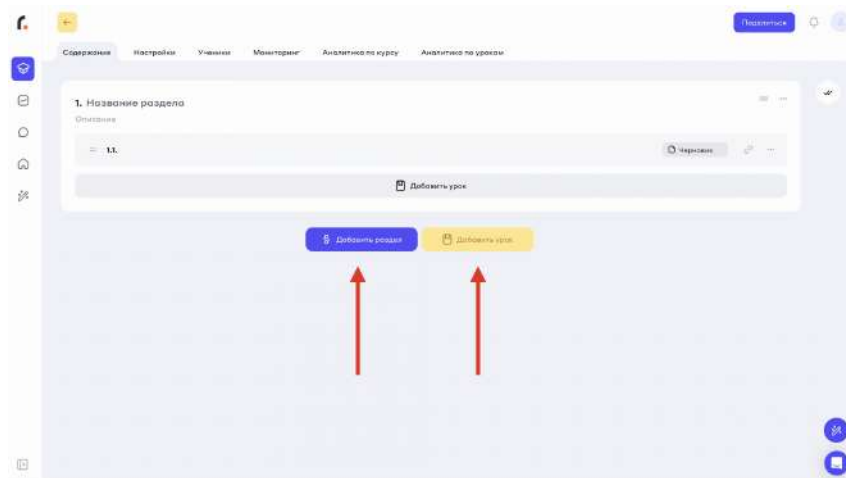 Поделиться
Содержание Настройки Ученики Мониторинг Аналитика по курсу Аналитика по урокам
1. Название раздела
Описание
1.1.
Черновик
Добавить урок
Добавить раздел Добавить урок